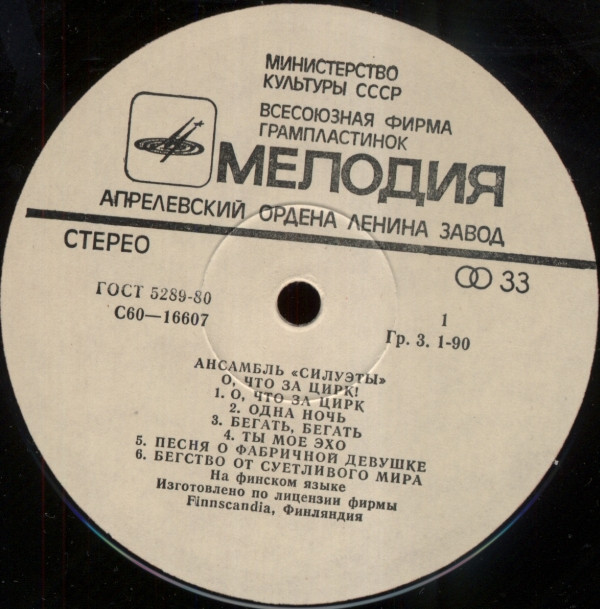 МИНИСТЕРСТВО
КУЛЬТУРЫ СССР
ВСЕСОЮЗНАЯ ФИРМА
ГРАМПЛАСТИНОК
МЕЛОДИЯ
АПРЕЛЕВСКИЙ ОРДЕНА ЛЕНИНА ЗАВОД
СТЕРЕО
33
ГОСТ 5289-80
С60—16607
1
Гр. 3. 1-90
АНСАМБЛЬ «СИЛУЭТЫ»
О, ЧТО ЗА ЦИРК!
1. О, ЧТО ЗА ЦИРК
2. ОДНА НОЧЬ
3. БЕГАТЬ, БЕГАТЬ
4. ТЫ МОЕ ЭХО
5. ПЕСНЯ О ФАБРИЧНОЙ ДЕВУШКЕ
6. БЕГСТВО ОТ СУЕТЛИВОГО МИРА
На финском языке
Изготовлено по лицензии фирмы
Finnscandia, Финляндия